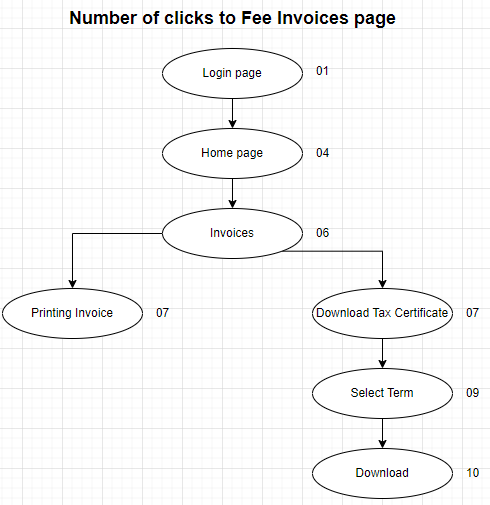 Number of clicks to Fee Invoices page
Login page 01
Home page 04
Invoices 06
Printing Invoice 07
Download Tax Certificate 07
Select Term 09
Download 10